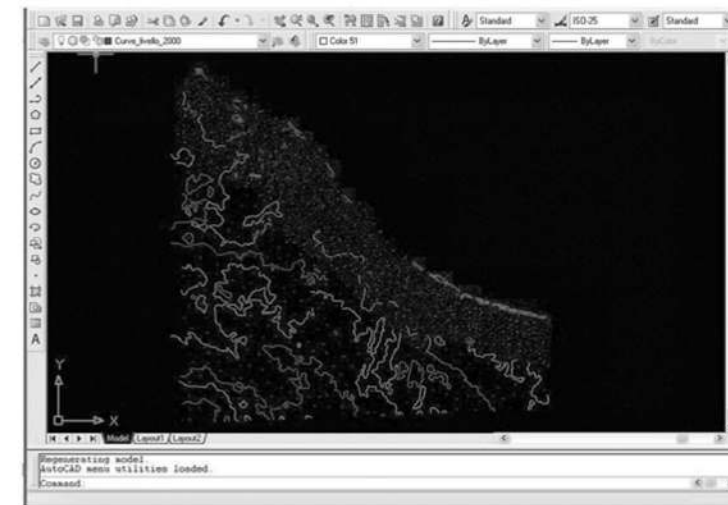 Standard ISO-25 Standard
Curve_livello_2000 Color 51 ByLayer ByLayer ByColor
A
Y
X
Model Layout1 Layout2
Regenerating model.
AutoCAD menu utilities loaded.
Command: